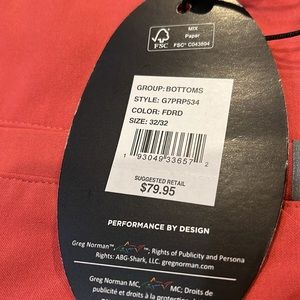 MIX
Paper
FSC
FSC® C043894
GROUP: BOTTOMS
STYLE: G7PRP534
COLOR: FDRD
SIZE: 32/32
1 93049 33657 2
SUGGESTED RETAIL
$79.95
PERFORMANCE BY DESIGN
Greg Norman™ ™; Rights of Publicity and Persona
Rights: ABG-Shark, LLC. gregnorman.com
Greg Norman MC, MC; Droits de
publicité et droits à la protection